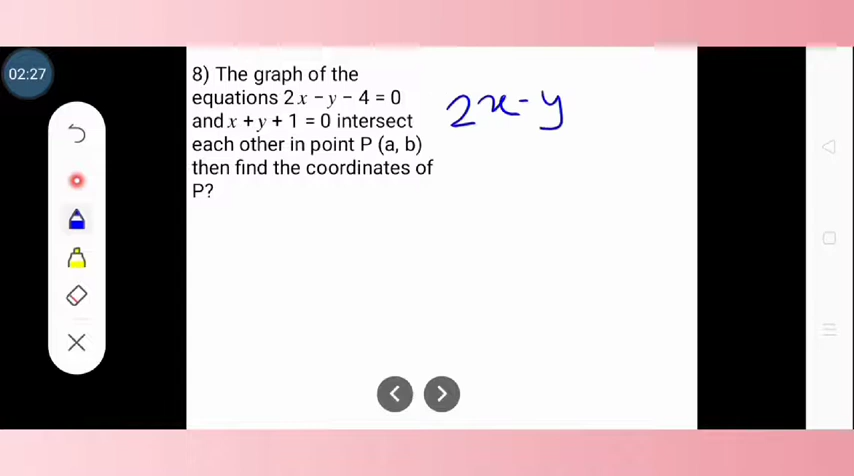 02:27
8) The graph of the
equations 2x − y − 4 = 0
and x + y + 1 = 0 intersect
each other in point P (a, b)
then find the coordinates of
P?
2x - y